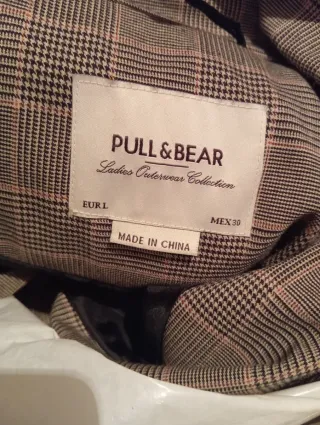 PULL&BEAR
Ladies Outerwear Collection
EUR L
MEX 30
MADE IN CHINA